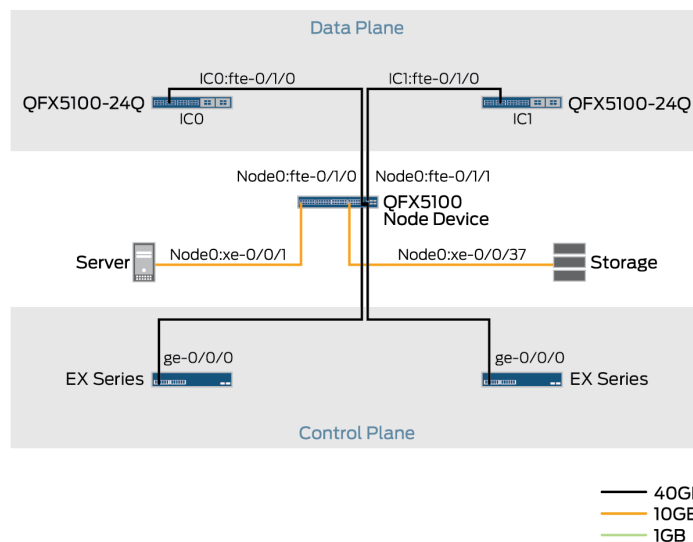 Data Plane
IC0:fte-0/1/0
IC1:fte-0/1/0
QFX5100-24Q
QFX5100-24Q
IC0
IC1
Node0:fte-0/1/0
Node0:fte-0/1/1
QFX5100
Node Device
Server
Node0:xe-0/0/1
Node0:xe-0/0/37
Storage
ge-0/0/0
ge-0/0/0
EX Series
EX Series
Control Plane
40G
10GB
1GB